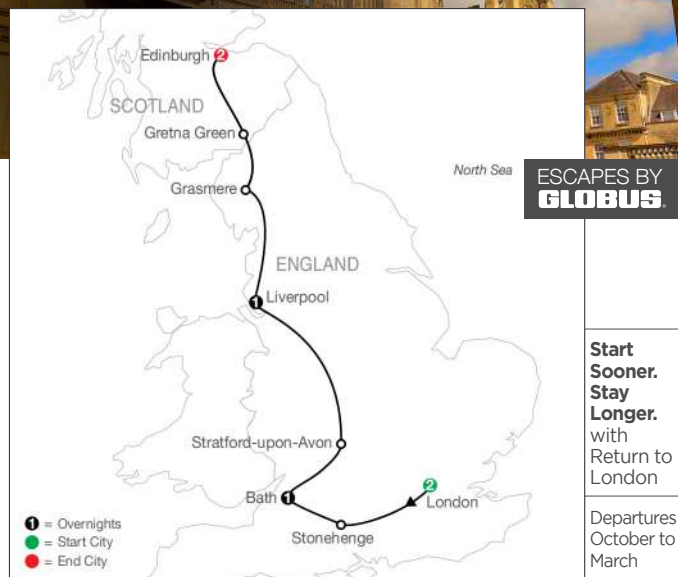 Edinburgh 2
SCOTLAND
Gretna Green
North Sea
Grasmere
ESCAPES BY
GLOBUS.
ENGLAND
1 Liverpool
Start
Sooner.
Stay
Longer.
with
Return to
London
Stratford-upon-Avon
2
Bath 1
London
Stonehenge
1 = Overnights
= Start City
= End City
Departures
October to
March